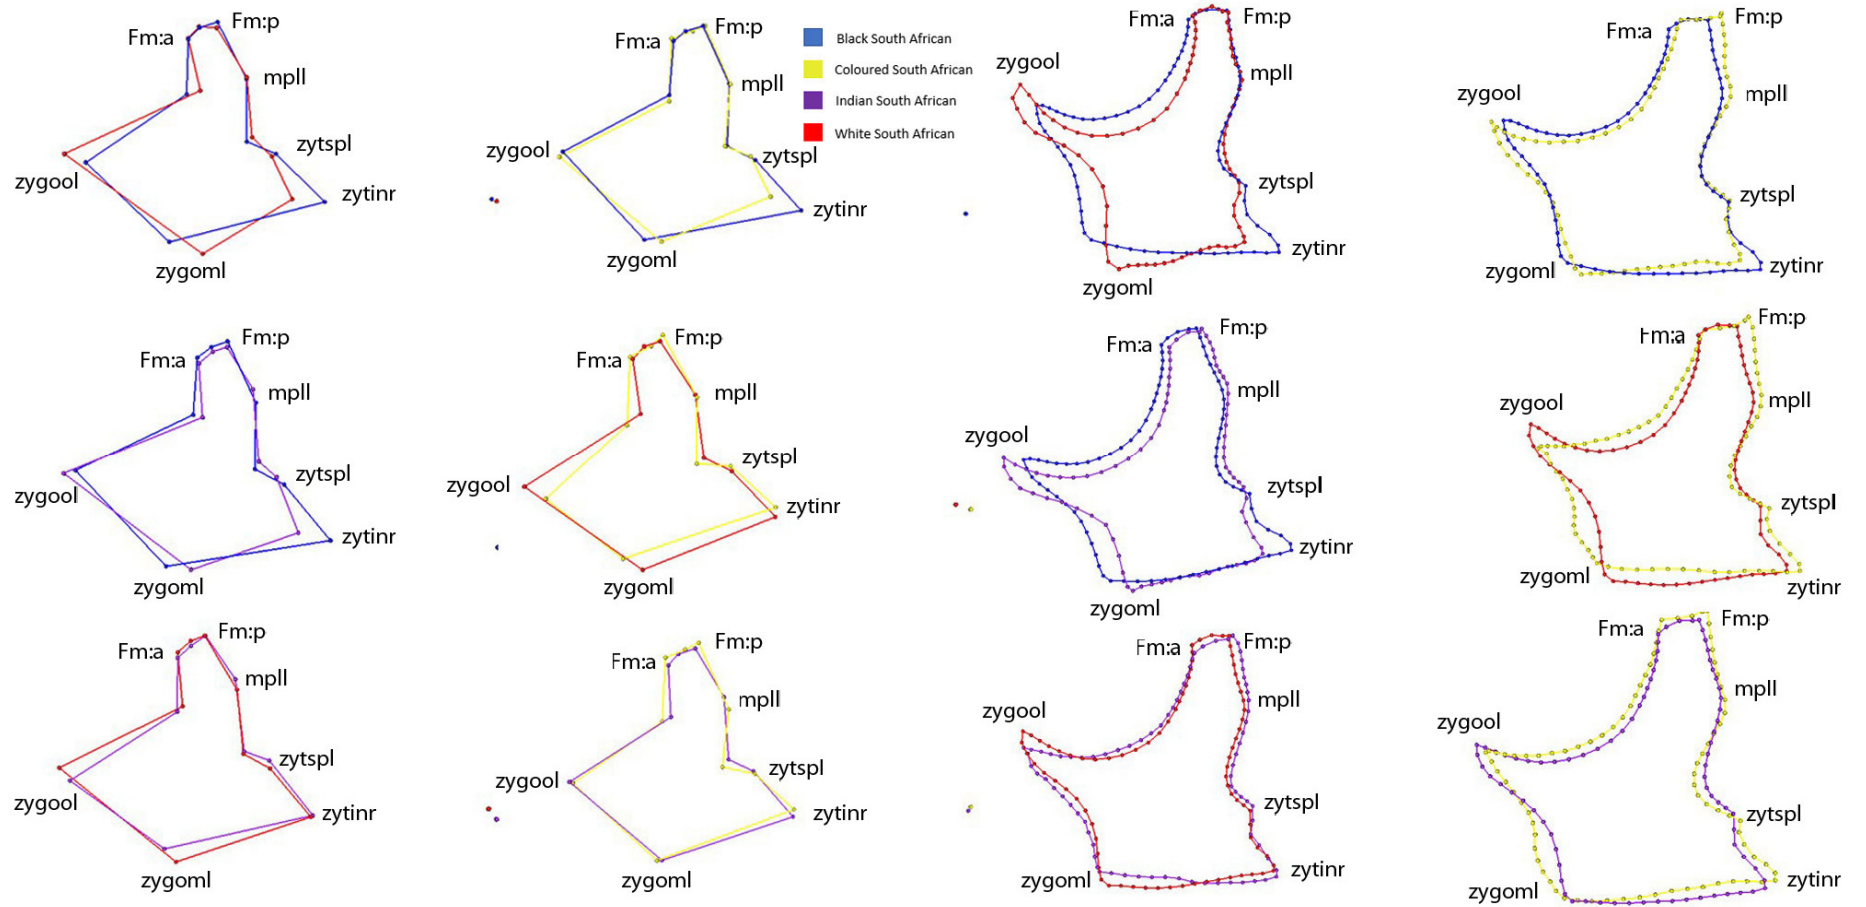 Fm:p
Fm:a
mpll
zytspl
zygool
zytinr
zygoml
Fm:p
Fm:a
mpll
zygool
zytspl
zytinr
zygoml
Black South African
Coloured South African
Indian South African
White South African
Fm:a
Fm:p
zygool
mpll
zytspl
zytinr
zygoml
Fm:p
Fm:a
zygool
mpll
zytspl
zygoml
zytinr
Fm:p
Fm:a
mpll
zytspl
zygool
zytinr
zygoml
Fm:p
Fm:a
mpll
zytspl
zygool
zytinr
zygoml
Fm:p
Fm:a
mpll
zygool
zytspl
zytinr
zygoml
Fm:p
Fm:a
mpll
zygool
zytspl
zygoml
zytinr
Fm:p
Fm:a
mpll
zytspl
zygool
zytinr
zygoml
Fm:p
Fm:a
mpll
zytspl
zygool
zytinr
zygoml
Fm:a
Fm:p
mpll
zygool
zytspl
zytinr
zygoml
Fm:p
Fm:a
mpll
zygool
zytspl
zytinr
zygoml